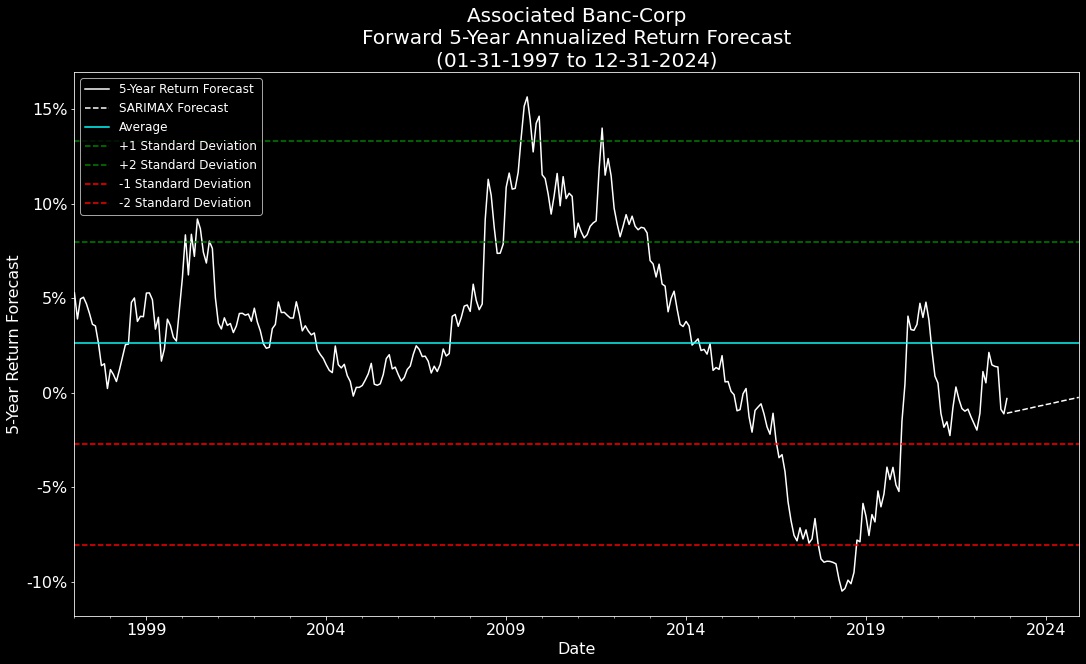 Associated Banc-Corp
Forward 5-Year Annualized Return Forecast
(01-31-1997 to 12-31-2024)
5-Year Return Forecast
SARIMAX Forecast
Average
+1 Standard Deviation
+2 Standard Deviation
-1 Standard Deviation
-2 Standard Deviation
15%
10%
5%
0%
-5%
-10%
5-Year Return Forecast
1999 2004 2009 2014 2019 2024
Date